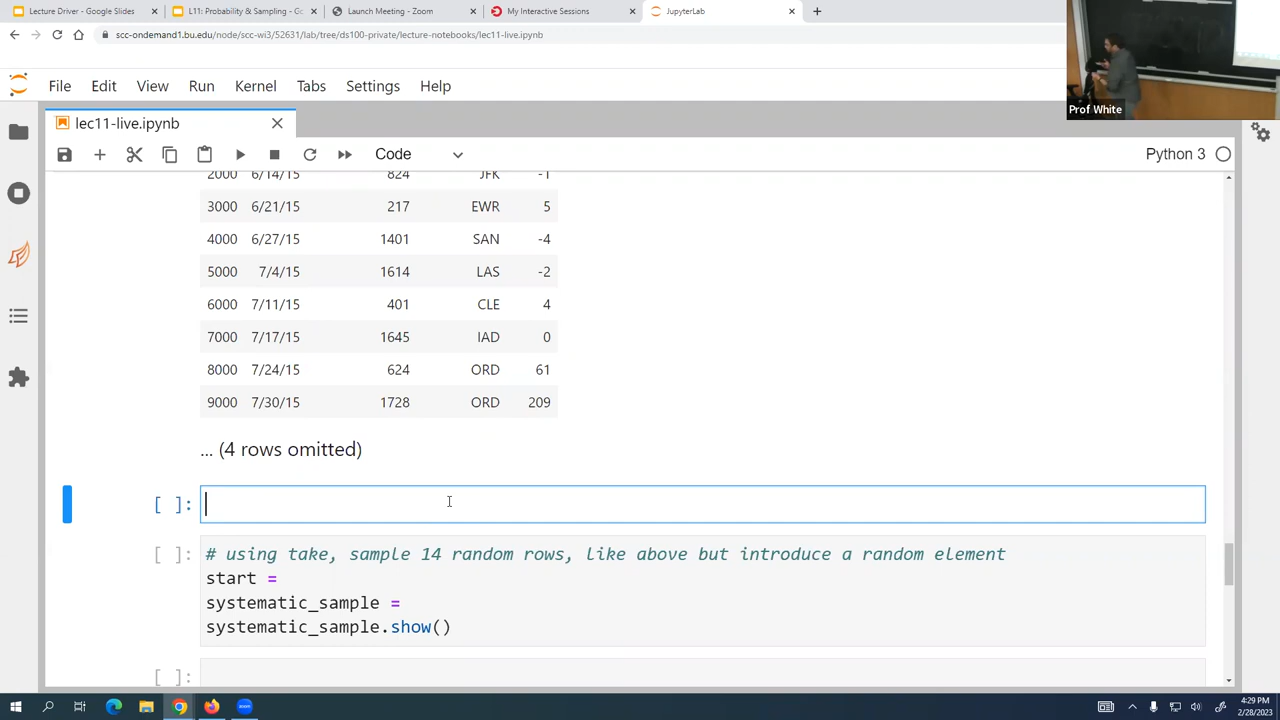 Lecture Driver - Google Slides
L11: Probability & Sampling - Go
Launch Meeting - Zoom
My Interactive Sessions
JupyterLab
scc-ondemand1.bu.edu/node/scc-wi3/52631/lab/tree/ds100-private/lecture-notebooks/lec11-live.ipynb
Prof White
File Edit View Run Kernel Tabs Settings Help
lec11-live.ipynb
Code
Python 3
2000 6/14/15 824 JFK -1
3000 6/21/15 217 EWR 5
4000 6/27/15 1401 SAN -4
5000 7/4/15 1614 LAS -2
6000 7/11/15 401 CLE 4
7000 7/17/15 1645 IAD 0
8000 7/24/15 624 ORD 61
9000 7/30/15 1728 ORD 209
... (4 rows omitted)
[ ]:
[ ]: # using take, sample 14 random rows, like above but introduce a random element
start =
systematic_sample =
systematic_sample.show()
[ ]:
4:29 PM
2/28/2023